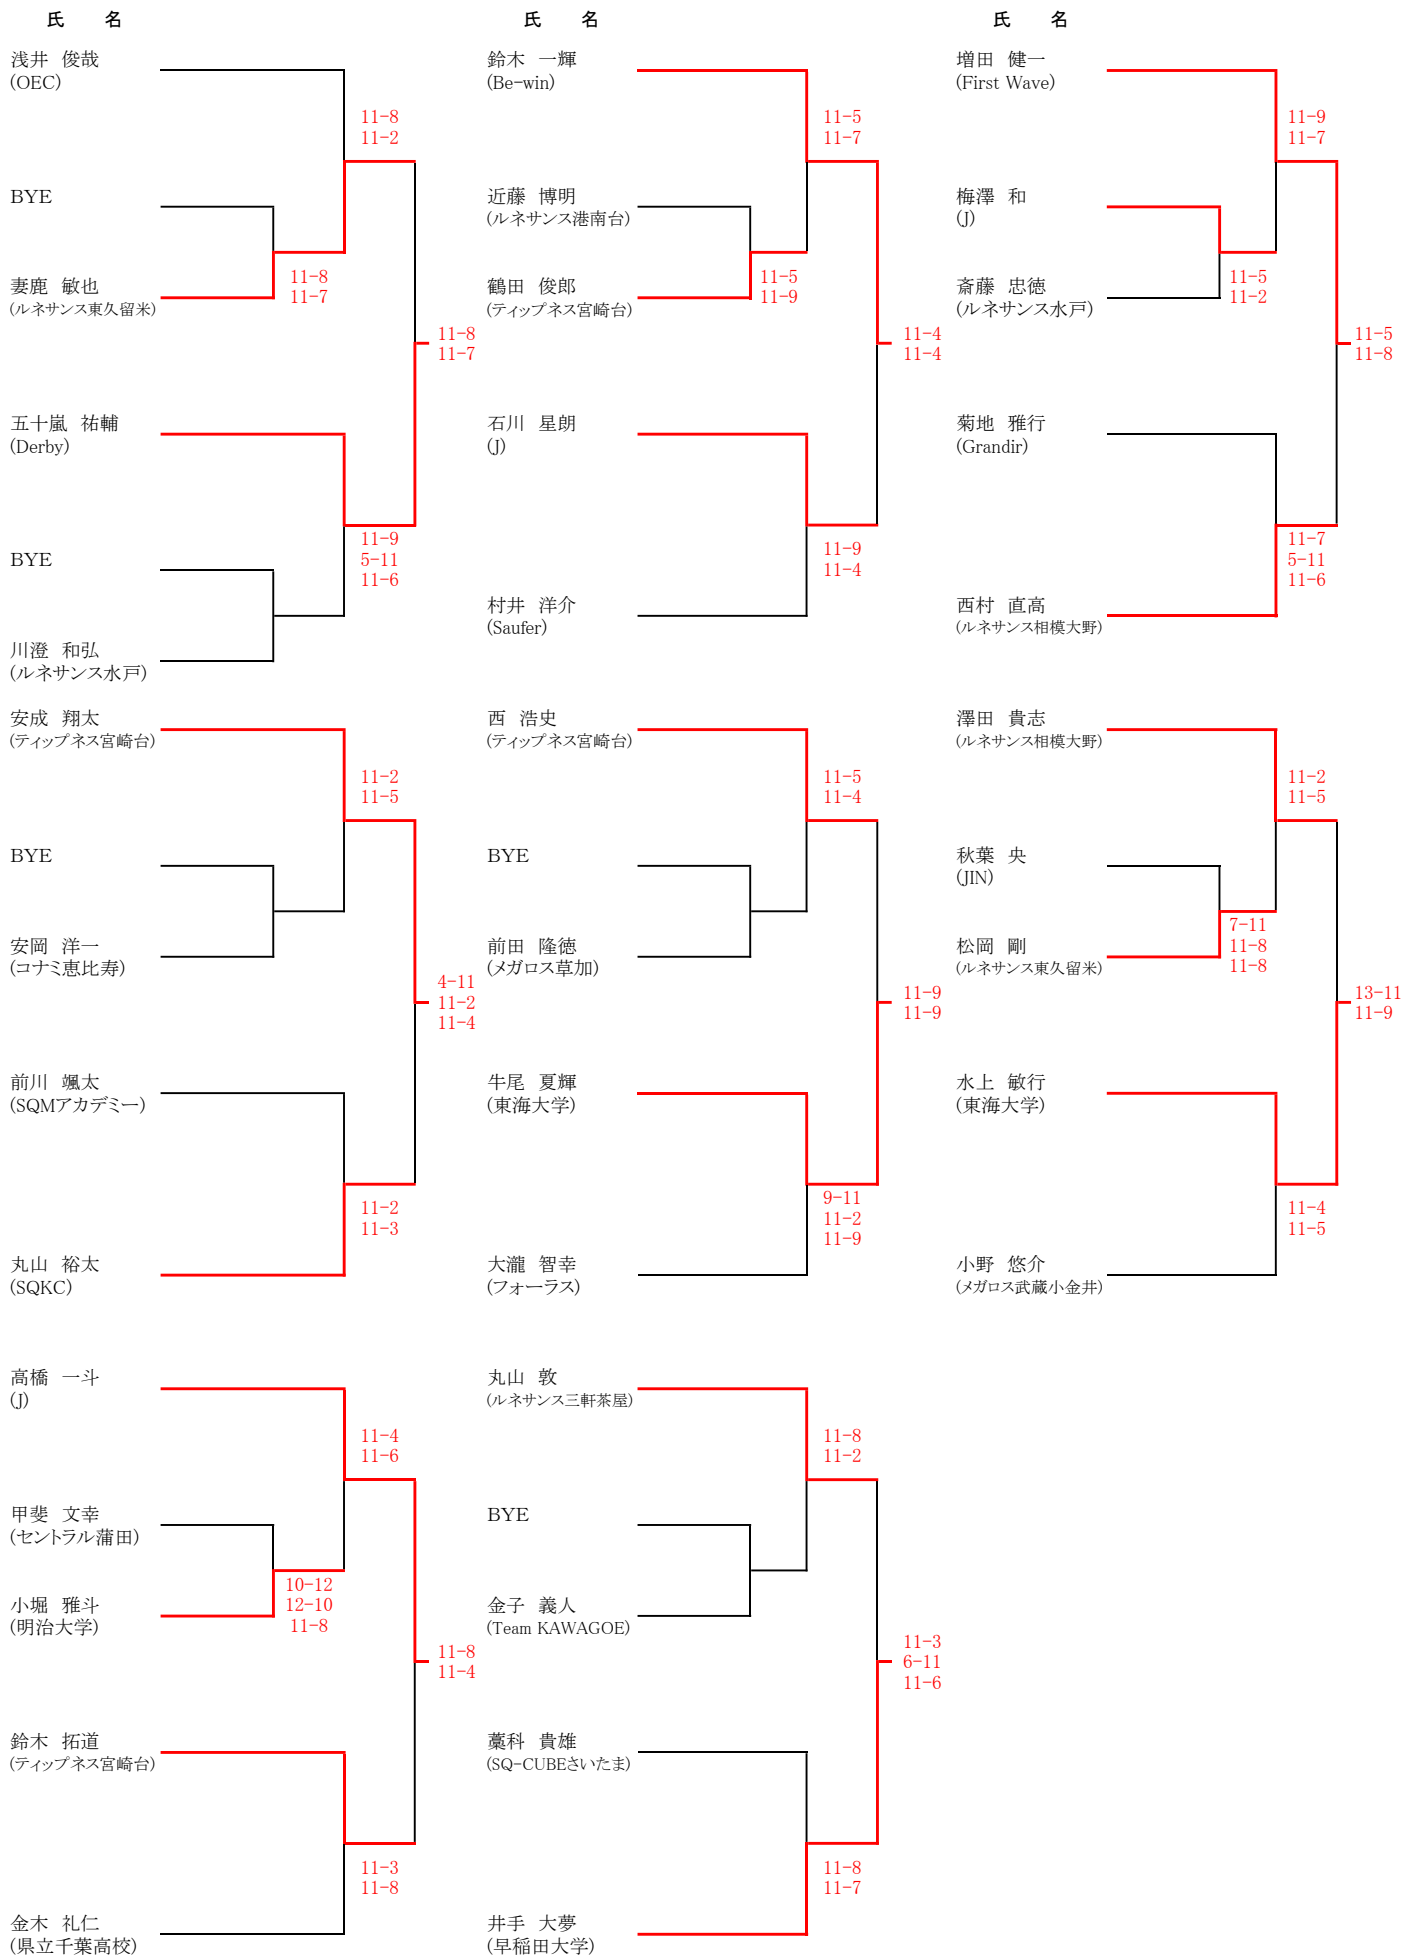 氏 名
浅井 俊哉
(OEC)
11-8
11-2
BYE
妻鹿 敏也
(ルネサンス東久留米)
11-8
11-7
11-8
11-7
五十嵐 祐輔
(Derby)
11-9
5-11
11-6
BYE
川澄 和弘
(ルネサンス水戸)
氏 名
鈴木 一輝
(Be-win)
11-5
11-7
近藤 博明
(ルネサンス港南台)
鶴田 俊郎
(ティップネス宮崎台)
11-5
11-9
11-4
11-4
石川 星朗
(J)
11-9
11-4
村井 洋介
(Saufer)
氏 名
増田 健一
(First Wave)
11-9
11-7
梅澤 和
(J)
斎藤 忠徳
(ルネサンス水戸)
11-5
11-2
11-5
11-8
菊地 雅行
(Grandir)
11-7
5-11
11-6
西村 直高
(ルネサンス相模大野)
安成 翔太
(ティップネス宮崎台)
11-2
11-5
BYE
安岡 洋一
(コナミ恵比寿)
4-11
11-2
11-4
前川 颯太
(SQMアカデミー)
11-2
11-3
丸山 裕太
(SQKC)
西 浩史
(ティップネス宮崎台)
11-5
11-4
BYE
前田 隆徳
(メガロス草加)
11-9
11-9
牛尾 夏輝
(東海大学)
9-11
11-2
11-9
大瀧 智幸
(フォーラス)
澤田 貴志
(ルネサンス相模大野)
11-2
11-5
秋葉 央
(JIN)
7-11
11-8
11-8
松岡 剛
(ルネサンス東久留米)
13-11
11-9
水上 敏行
(東海大学)
11-4
11-5
小野 悠介
(メガロス武蔵小金井)
高橋 一斗
(J)
11-4
11-6
甲斐 文幸
(セントラル蒲田)
10-12
12-10
11-8
小堀 雅斗
(明治大学)
11-8
11-4
鈴木 拓道
(ティップネス宮崎台)
11-3
11-8
金木 礼仁
(県立千葉高校)
丸山 敦
(ルネサンス三軒茶屋)
11-8
11-2
BYE
金子 義人
(Team KAWAGOE)
11-3
6-11
11-6
藁科 貴雄
(SQ-CUBEさいたま)
11-8
11-7
井手 大夢
(早稲田大学)